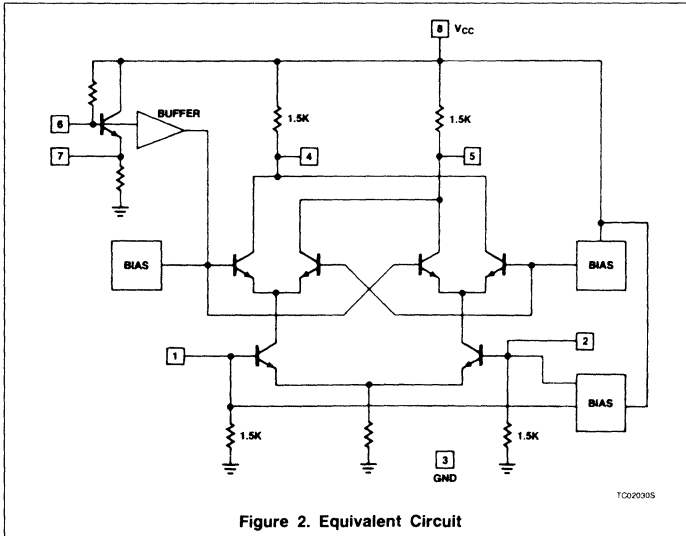 8 VCC
BUFFER
1.5K
1.5K
6
7
4
5
BIAS
BIAS
1
2
BIAS
1.5K
1.5K
3
GND
TC02030S
Figure 2. Equivalent Circuit